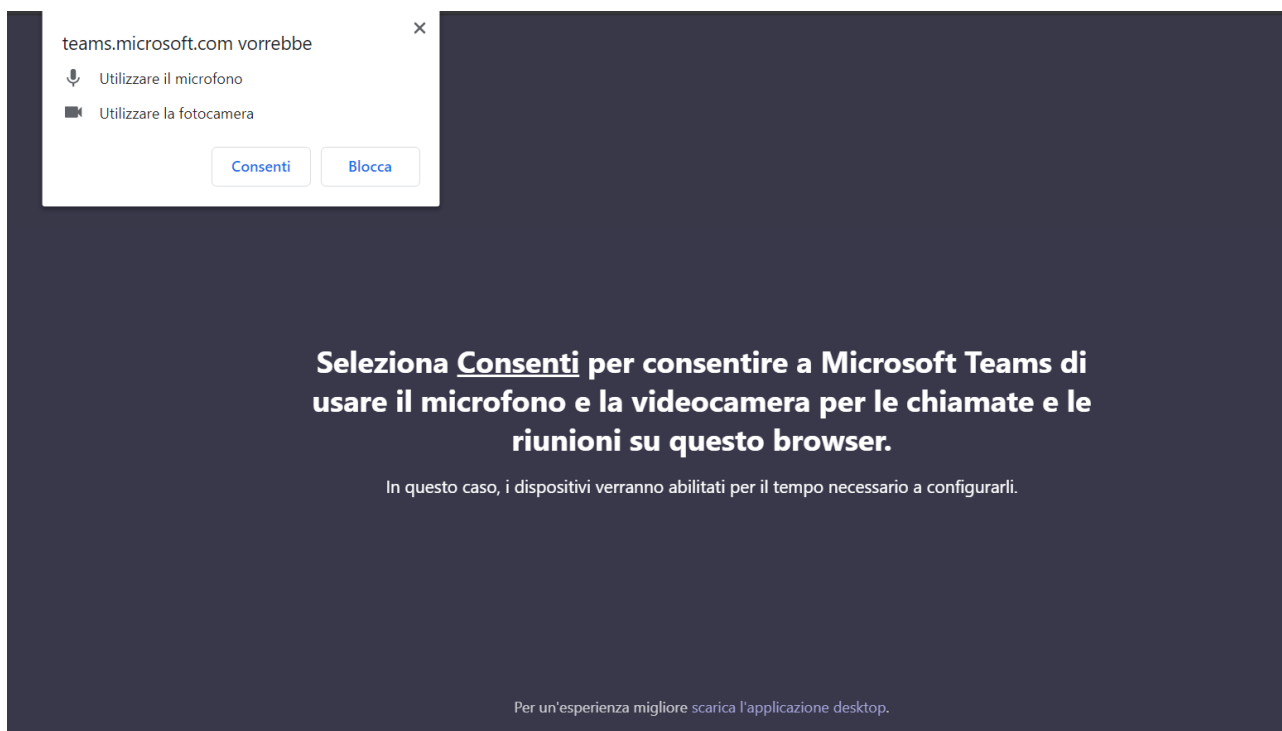 teams.microsoft.com vorrebbe
Utilizzare il microfono
Utilizzare la fotocamera
Consenti
Blocca
Seleziona Consenti per consentire a Microsoft Teams di
usare il microfono e la videocamera per le chiamate e le
riunioni su questo browser.
In questo caso, i dispositivi verranno abilitati per il tempo necessario a configurarli.
Per un'esperienza migliore scarica l'applicazione desktop.